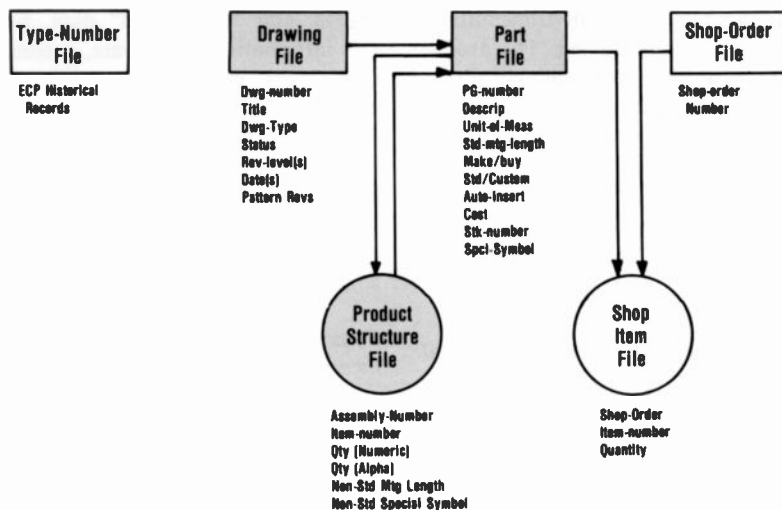 Type-Number
File
ECP Historical
Records
Drawing
File
Dwg-number
Title
Dwg-Type
Status
Rev-level(s)
Date(s)
Pattern Revs
Part
File
PG-number
Descrip
Unit-of-Meas
Std-mtg-length
Make/buy
Std/Custom
Auto-Insert
Cost
Stk-number
Spcl-Symbol
Shop-Order
File
Shop-order
Number
Product
Structure
File
Assembly-Number
Item-number
Qty (Numeric)
Qty (Alpha)
Non-Std Mtg Length
Non-Std Special Symbol
Shop
Item
File
Shop-Order
Item-number
Quantity